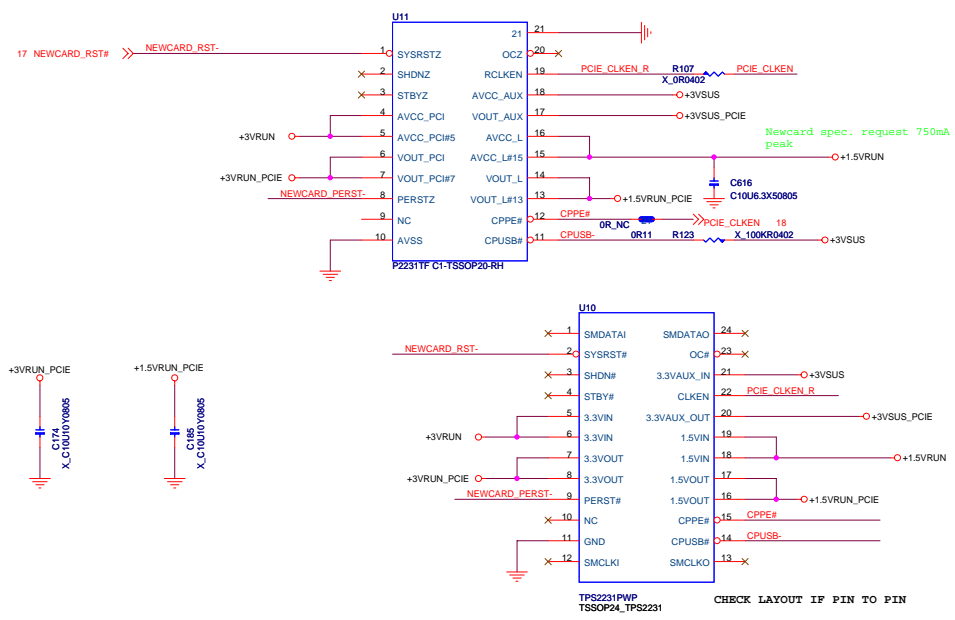 U11
17 NEWCARD_RST#
NEWCARD_RST-
1 SYSRSTZ
2 SHDNZ
3 STBYZ
4 AVCC_PCI
+3VRUN
5 AVCC_PCI#5
6 VOUT_PCI
+3VRUN_PCIE
7 VOUT_PCI#7
NEWCARD_PERST-
8 PERSTZ
9 NC
10 AVSS
21 21
OCZ 20
RCLKEN 19
PCIE_CLKEN_R
R107
X_0R0402
PCIE_CLKEN
AVCC_AUX 18
+3VSUS
VOUT_AUX 17
+3VSUS_PCIE
AVCC_L 16
Newcard spec. request 750mA
peak
AVCC_L#15 15
+1.5VRUN
VOUT_L 14
C616
C10U6.3X50805
VOUT_L#13 13
+1.5VRUN_PCIE
CPPE# 12
CPPE#
0R_NC
PCIE_CLKEN 18
CPUSB# 11
CPUSB-
0R11
R123
X_100KR0402
+3VSUS
P2231TF C1-TSSOP20-RH
U10
1 SMDATAI
NEWCARD_RST-
2 SYSRST#
3 SHDN#
4 STBY#
5 3.3VIN
+3VRUN
6 3.3VIN
7 3.3VOUT
+3VRUN_PCIE
8 3.3VOUT
NEWCARD_PERST-
9 PERST#
10 NC
11 GND
12 SMCLKI
SMDATAO 24
OC# 23
3.3VAUX_IN 21
+3VSUS
CLKEN 22
PCIE_CLKEN_R
3.3VAUX_OUT 20
+3VSUS_PCIE
1.5VIN 19
1.5VIN 18
+1.5VRUN
1.5VOUT 17
1.5VOUT 16
+1.5VRUN_PCIE
CPPE# 15
CPPE#
CPUSB# 14
CPUSB-
SMCLKO 13
TPS2231PWP
TSSOP24_TPS2231
CHECK LAYOUT IF PIN TO PIN
+3VRUN_PCIE
C174
X_C10U10Y0805
+1.5VRUN_PCIE
C185
X_C10U10Y0805